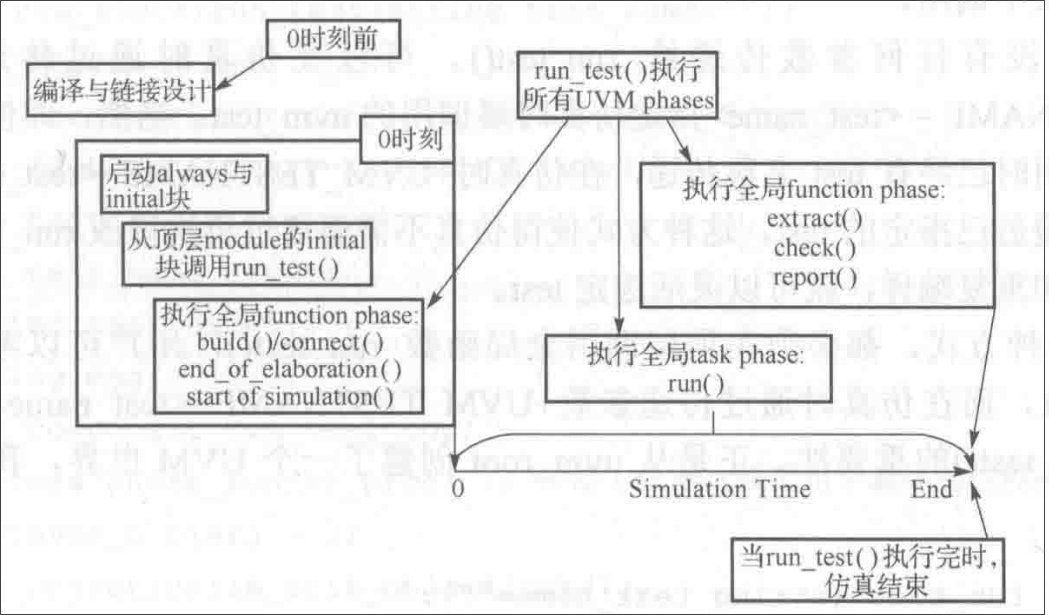 0时刻前
编译与链接设计
0时刻
启动always与
initial块
从顶层module的initial
块调用run_test()
执行全局function phase:
build()/connect()
end_of_elaboration()
start_of_simulation()
run_test()执行
所有UVM phases
执行全局function phase:
extract()
check()
report()
执行全局task phase:
run()
0
Simulation Time
End
当run_test()执行完时,
仿真结束